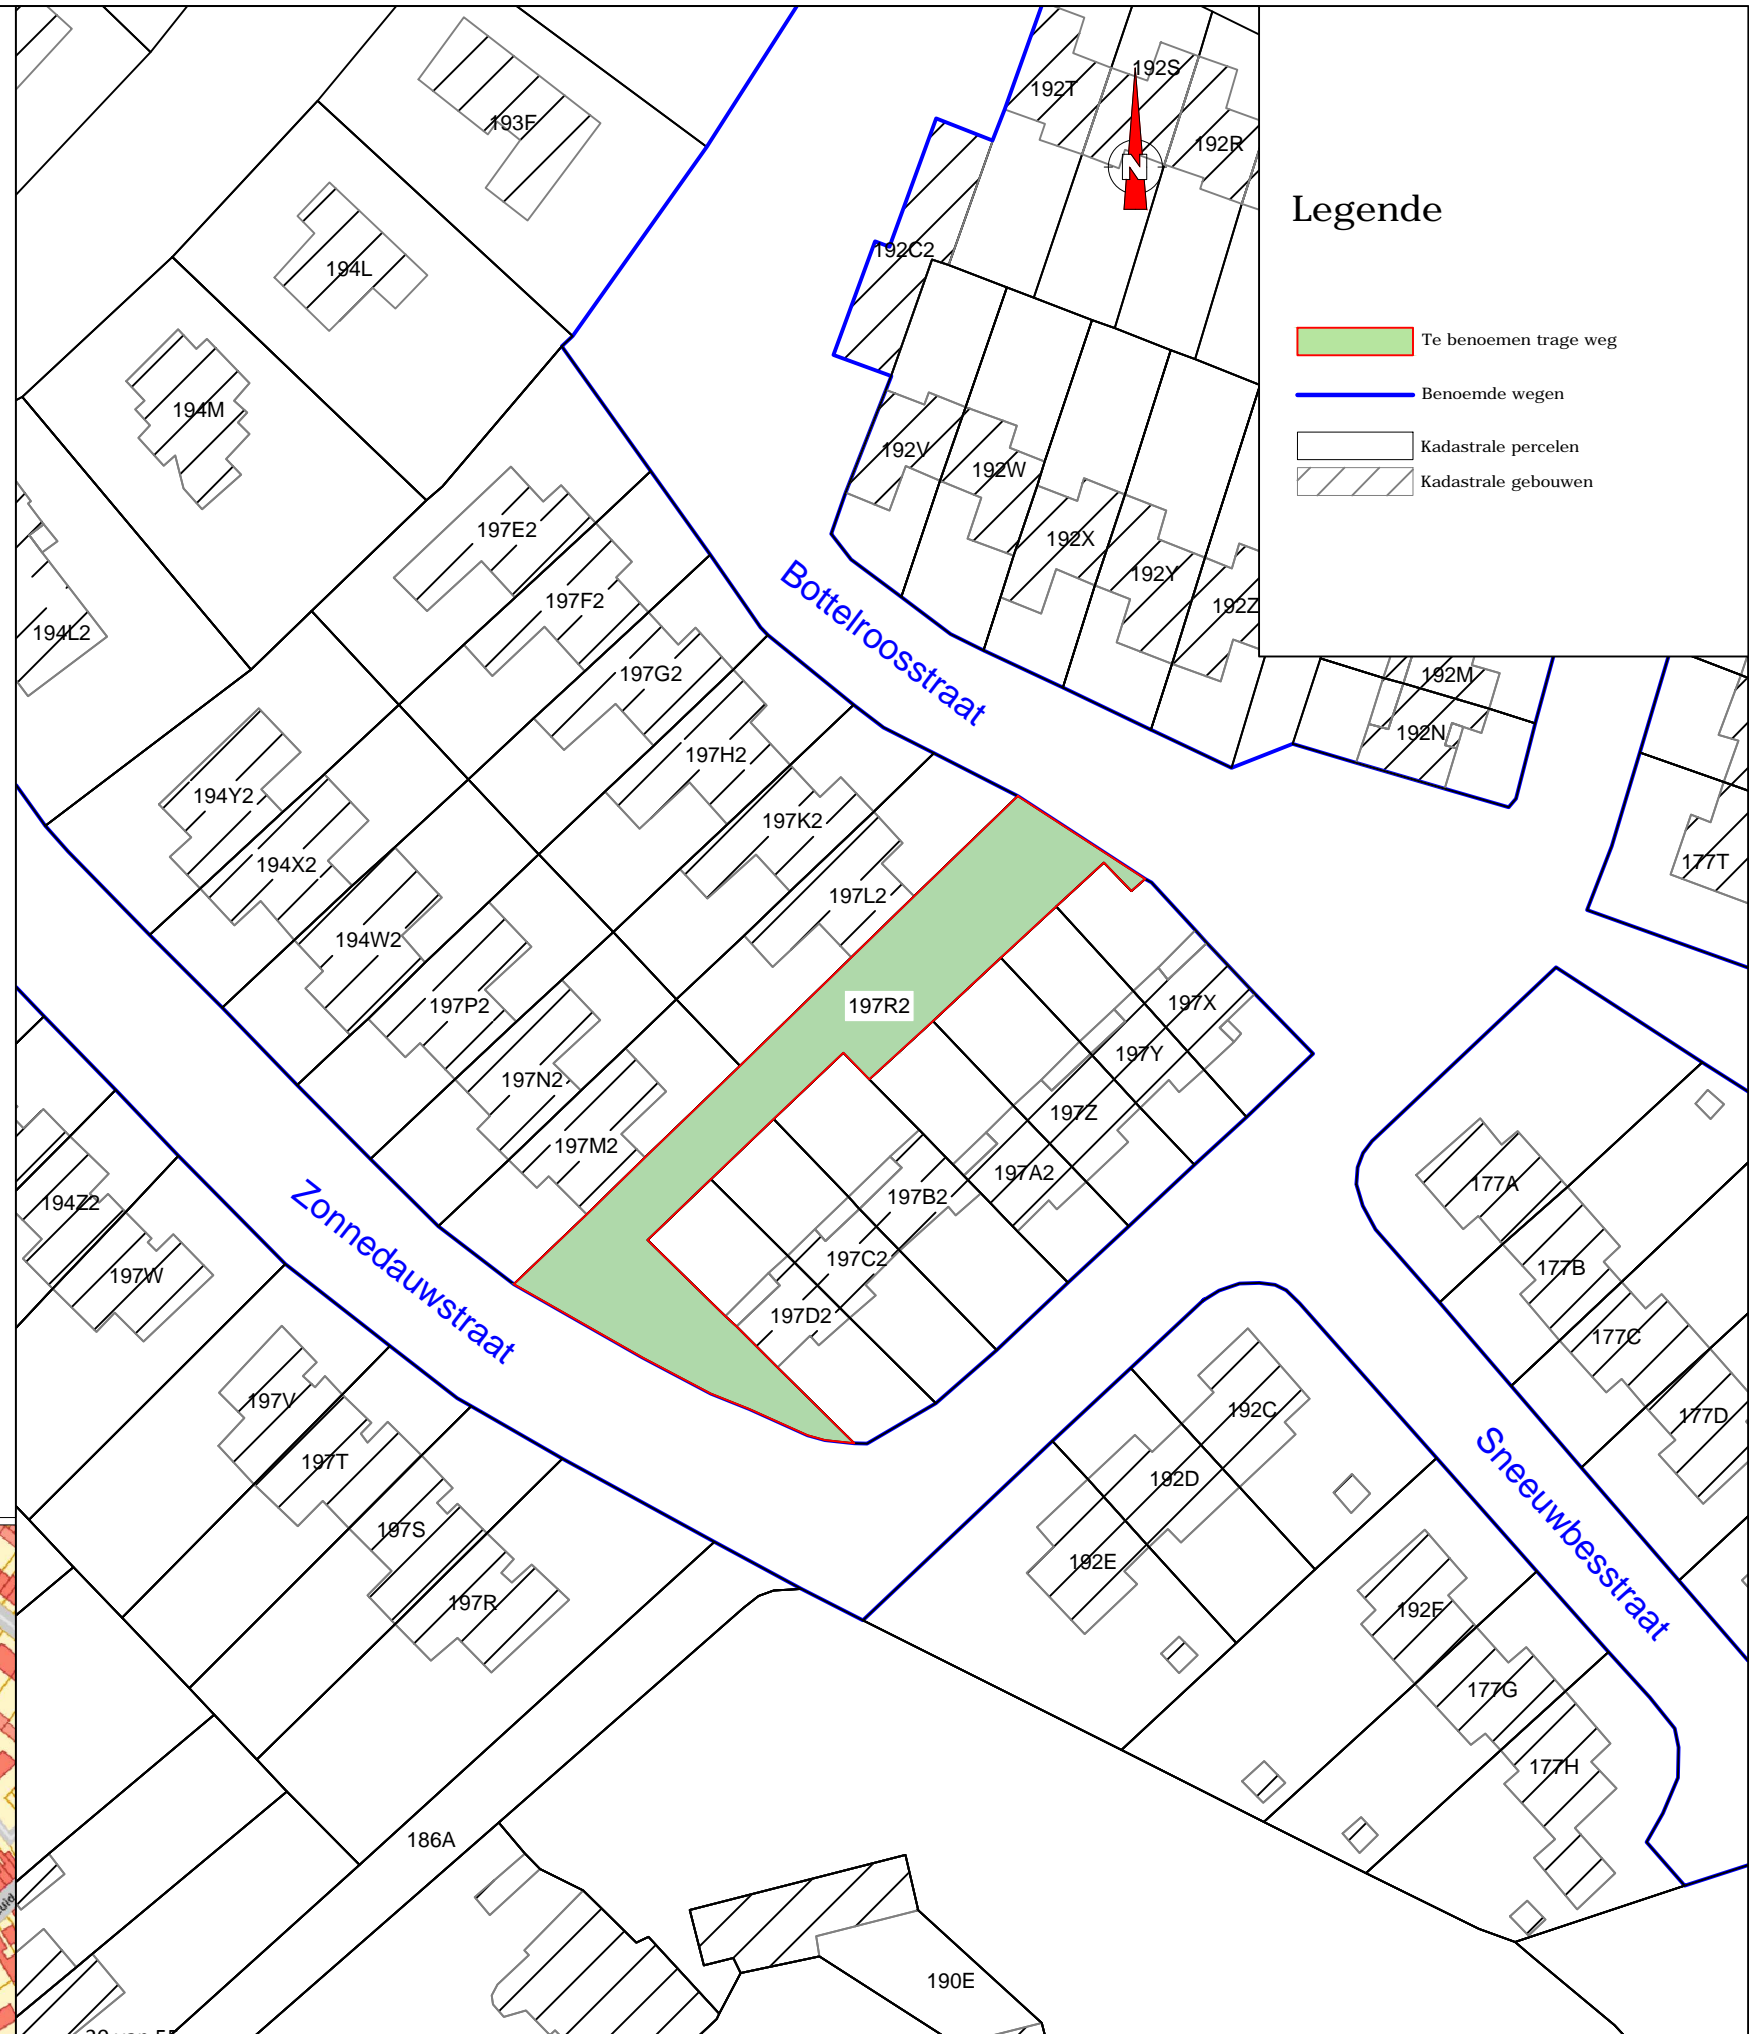 192S
192T
193F
192R
N
Legende
192C2
194L
Te benoemen trage weg
Benoemde wegen
194M
Kadastrale percelen
192V
192W
Kadastrale gebouwen
197E2
192X
192Y
197F2
192Z
194L2
Bottelroosstraat
197G2
192M
192N
197H2
194Y2
197K2
194X2
177T
197L2
194W2
197P2
197R2
197X
197Y
197N2
197Z
197M2
197A2
177A
194Z2
197B2
Zonnedauwstraat
197C2
177B
197W
197D2
177C
197V
192C
177D
197T
192D
197S
Sneeuwbesstraat
192E
197R
192F
177G
177H
186A
190E